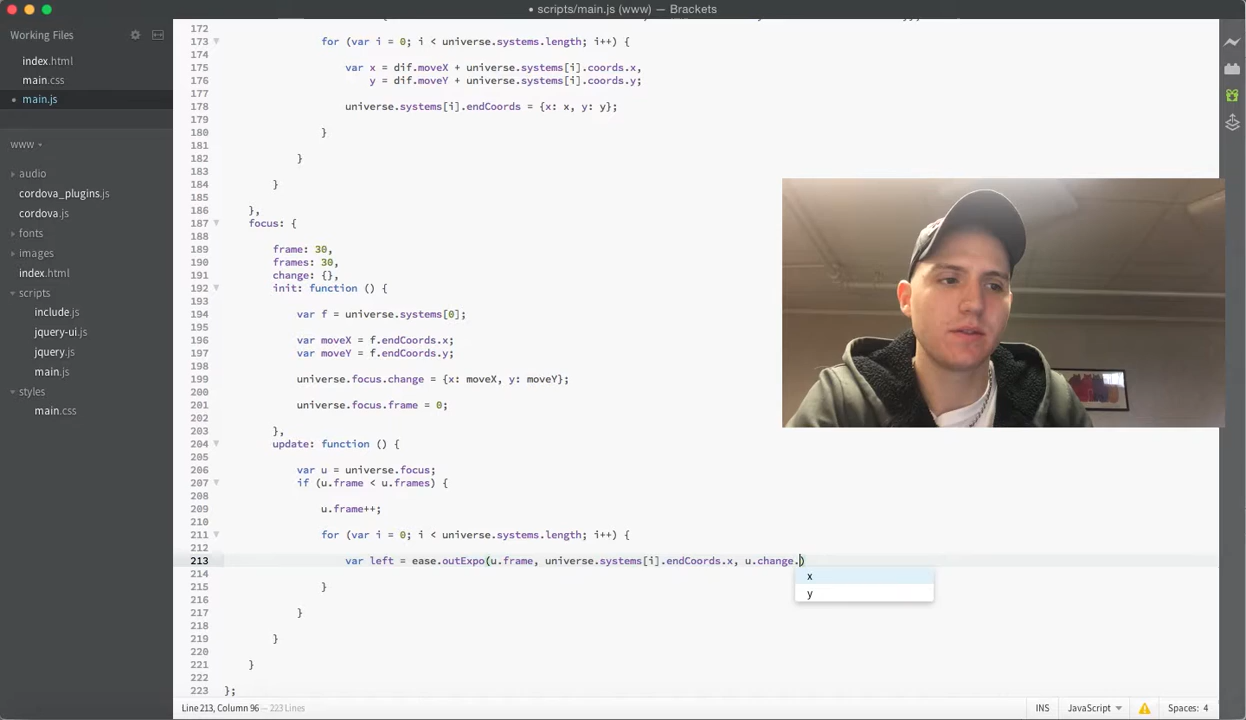 • scripts/main.js (www) — Brackets
Working Files
index.html
main.css
• main.js
www
audio
cordova_plugins.js
cordova.js
fonts
images
index.html
scripts
include.js
jquery-ui.js
jquery.js
main.js
styles
main.css
172
173 for (var i = 0; i < universe.systems.length; i++) {
174
175 var x = dif.moveX + universe.systems[i].coords.x,
176 y = dif.moveY + universe.systems[i].coords.y;
177
178 universe.systems[i].endCoords = {x: x, y: y};
179
180 }
181
182 }
183
184 }
185
186 },
187 focus: {
188
189 frame: 30,
190 frames: 30,
191 change: {},
192 init: function () {
193
194 var f = universe.systems[0];
195
196 var moveX = f.endCoords.x;
197 var moveY = f.endCoords.y;
198
199 universe.focus.change = {x: moveX, y: moveY};
200
201 universe.focus.frame = 0;
202
203 },
204 update: function () {
205
206 var u = universe.focus;
207 if (u.frame < u.frames) {
208
209 u.frame++;
210
211 for (var i = 0; i < universe.systems.length; i++) {
212
213 var left = ease.outExpo(u.frame, universe.systems[i].endCoords.x, u.change.)
x
214
y
215 }
216
217 }
218
219 }
220
221 }
222
223 };
Line 213, Column 96 — 223 Lines
INS
JavaScript
Spaces: 4